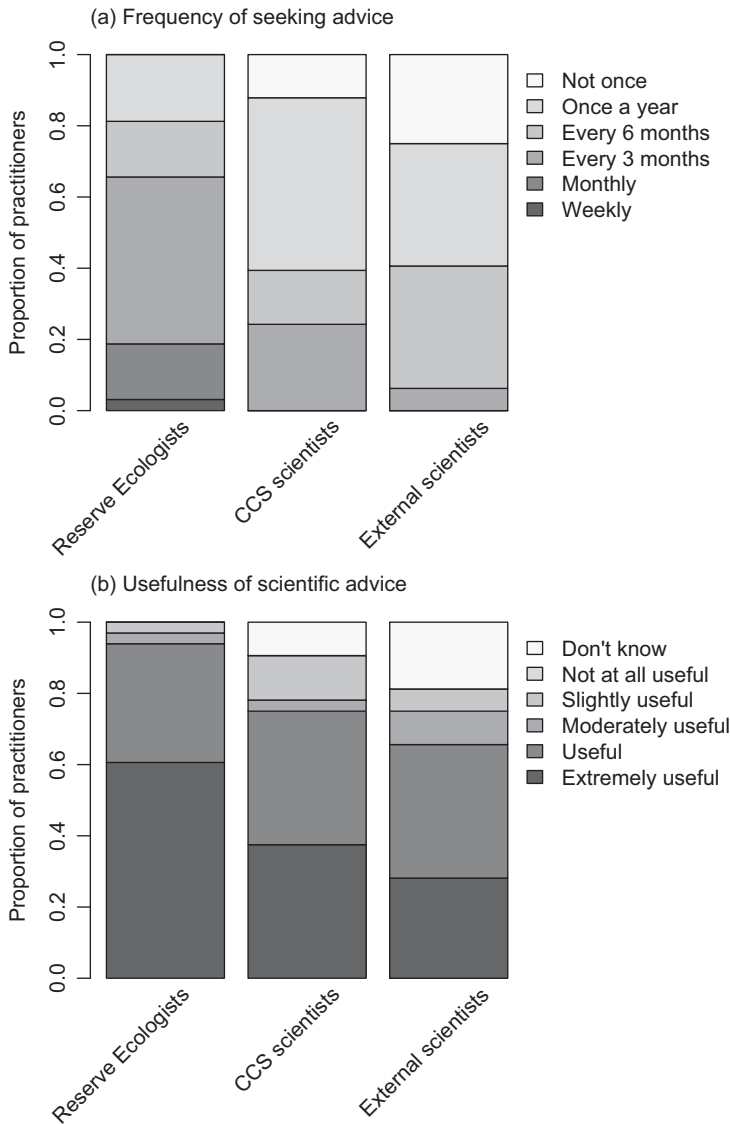 (a) Frequency of seeking advice
Proportion of practitioners
1.0
0.8
0.6
0.4
0.2
0.0
Not once
Once a year
Every 6 months
Every 3 months
Monthly
Weekly
Reserve Ecologists
CCS scientists
External scientists
(b) Usefulness of scientific advice
Proportion of practitioners
1.0
0.8
0.6
0.4
0.2
0.0
Don't know
Not at all useful
Slightly useful
Moderately useful
Useful
Extremely useful
Reserve Ecologists
CCS scientists
External scientists